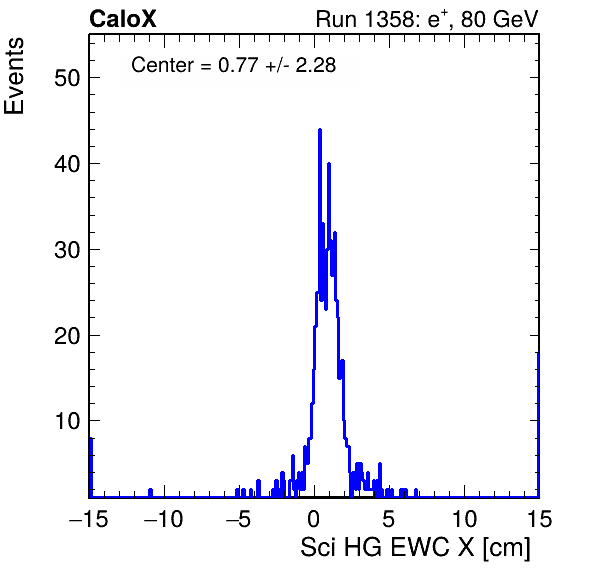 CaloX Run 1358: e+, 80 GeV
Center = 0.77 +/- 2.28
Events
50
40
30
20
10
−15 −10 −5 0 5 10 15
Sci HG EWC X [cm]